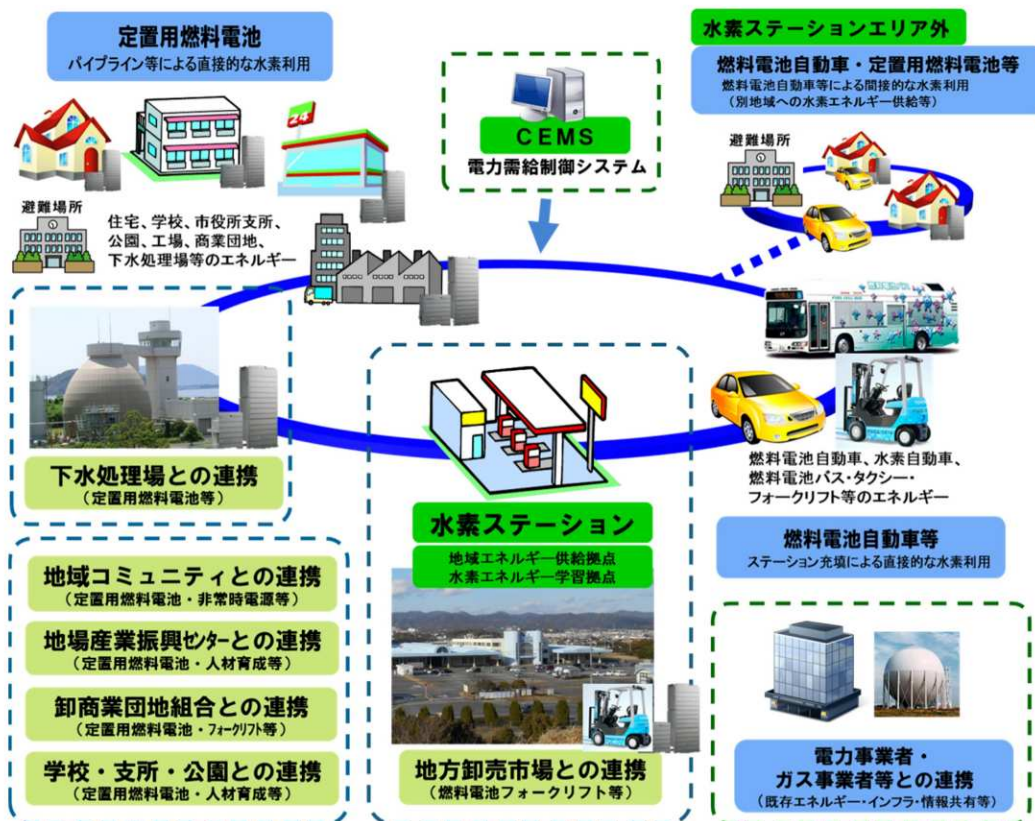 定置用燃料電池
パイプライン等による直接的な水素利用
24
避難場所
住宅、学校、市役所支所、
公園、工場、商業団地、
下水処理場等のエネルギー
CEMS
電力需給制御システム
水素ステーションエリア外
燃料電池自動車・定置用燃料電池等
燃料電池自動車等による間接的な水素利用
（別地域への水素エネルギー供給等）
避難場所
燃料電池バス
燃料電池自動車、水素自動車、
燃料電池バス・タクシー・
フォークリフト等のエネルギー
燃料電池自動車等
ステーション充填による直接的な水素利用
下水処理場との連携
（定置用燃料電池等）
水素ステーション
地域エネルギー供給拠点
水素エネルギー学習拠点
地方卸売市場との連携
（燃料電池フォークリフト等）
地域コミュニティとの連携
（定置用燃料電池・非常時電源等）
地場産業振興センターとの連携
（定置用燃料電池・人材育成等）
卸商業団地組合との連携
（定置用燃料電池・フォークリフト等）
学校・支所・公園との連携
（定置用燃料電池・人材育成等）
電力事業者・
ガス事業者等との連携
（既存エネルギー・インフラ・情報共有等）